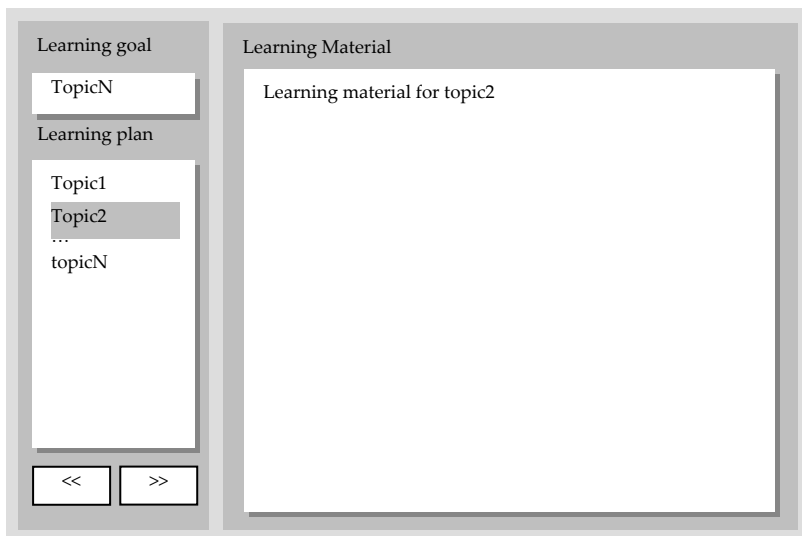 Learning goal
TopicN
Learning plan
Topic1
Topic2
...
topicN
<<
>>
Learning Material
Learning material for topic2